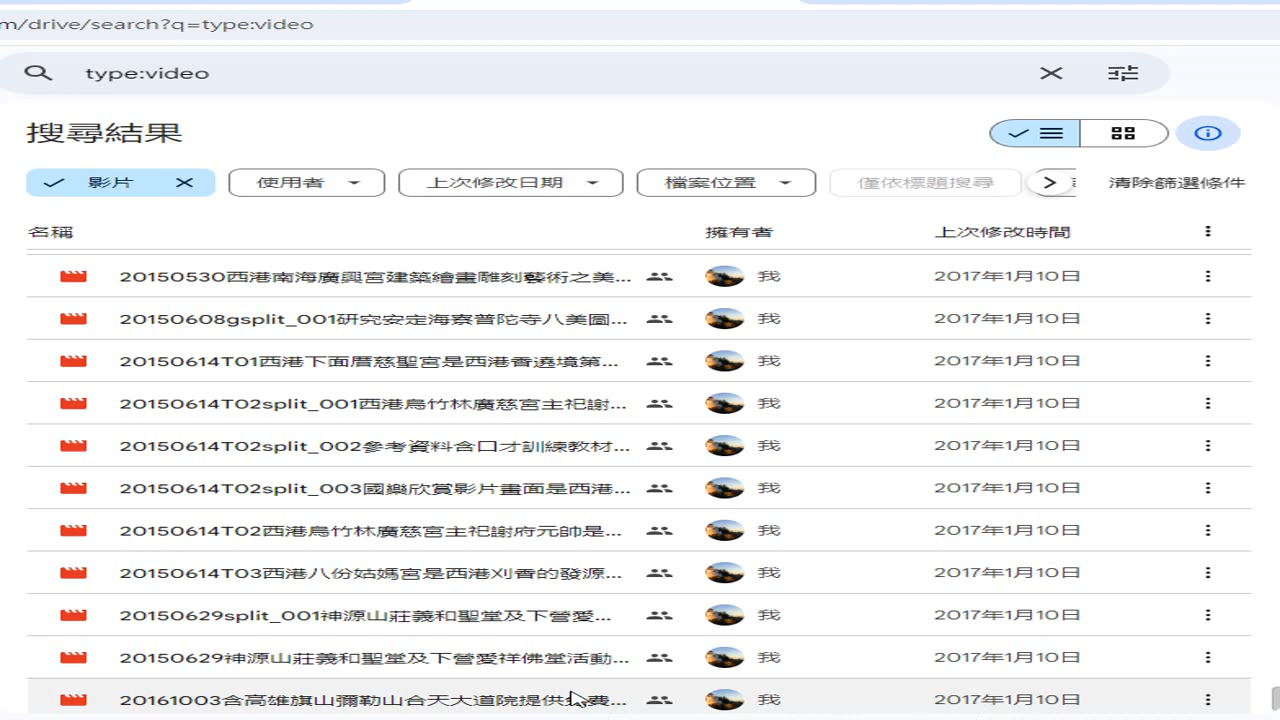 m/drive/search?q=type:video
type:video
搜尋結果
影片 使用者 上次修改日期 檔案位置 僅依標題搜尋 清除篩選條件
名稱 擁有者 上次修改時間
20150530西港南海廣興宮建築繪畫雕刻藝術之美... 我 2017年1月10日
20150608gsplit_001研究安定海寮普陀寺八美圖... 我 2017年1月10日
20150614T01西港下面厝慈聖宮是西港香遶境第... 我 2017年1月10日
20150614T02split_001西港烏竹林廣慈宮主祀謝... 我 2017年1月10日
20150614T02split_002參考資料含口才訓練教材... 我 2017年1月10日
20150614T02split_003國樂欣賞影片畫面是西港... 我 2017年1月10日
20150614T02西港烏竹林廣慈宮主祀謝府元帥是... 我 2017年1月10日
20150614T03西港八份姑媽宮是西港刈香的發源... 我 2017年1月10日
20150629split_001神源山莊義和聖堂及下營愛... 我 2017年1月10日
20150629神源山莊義和聖堂及下營愛祥佛堂活動... 我 2017年1月10日
20161003含高雄旗山彌勒山合天大道院提供免費... 我 2017年1月10日